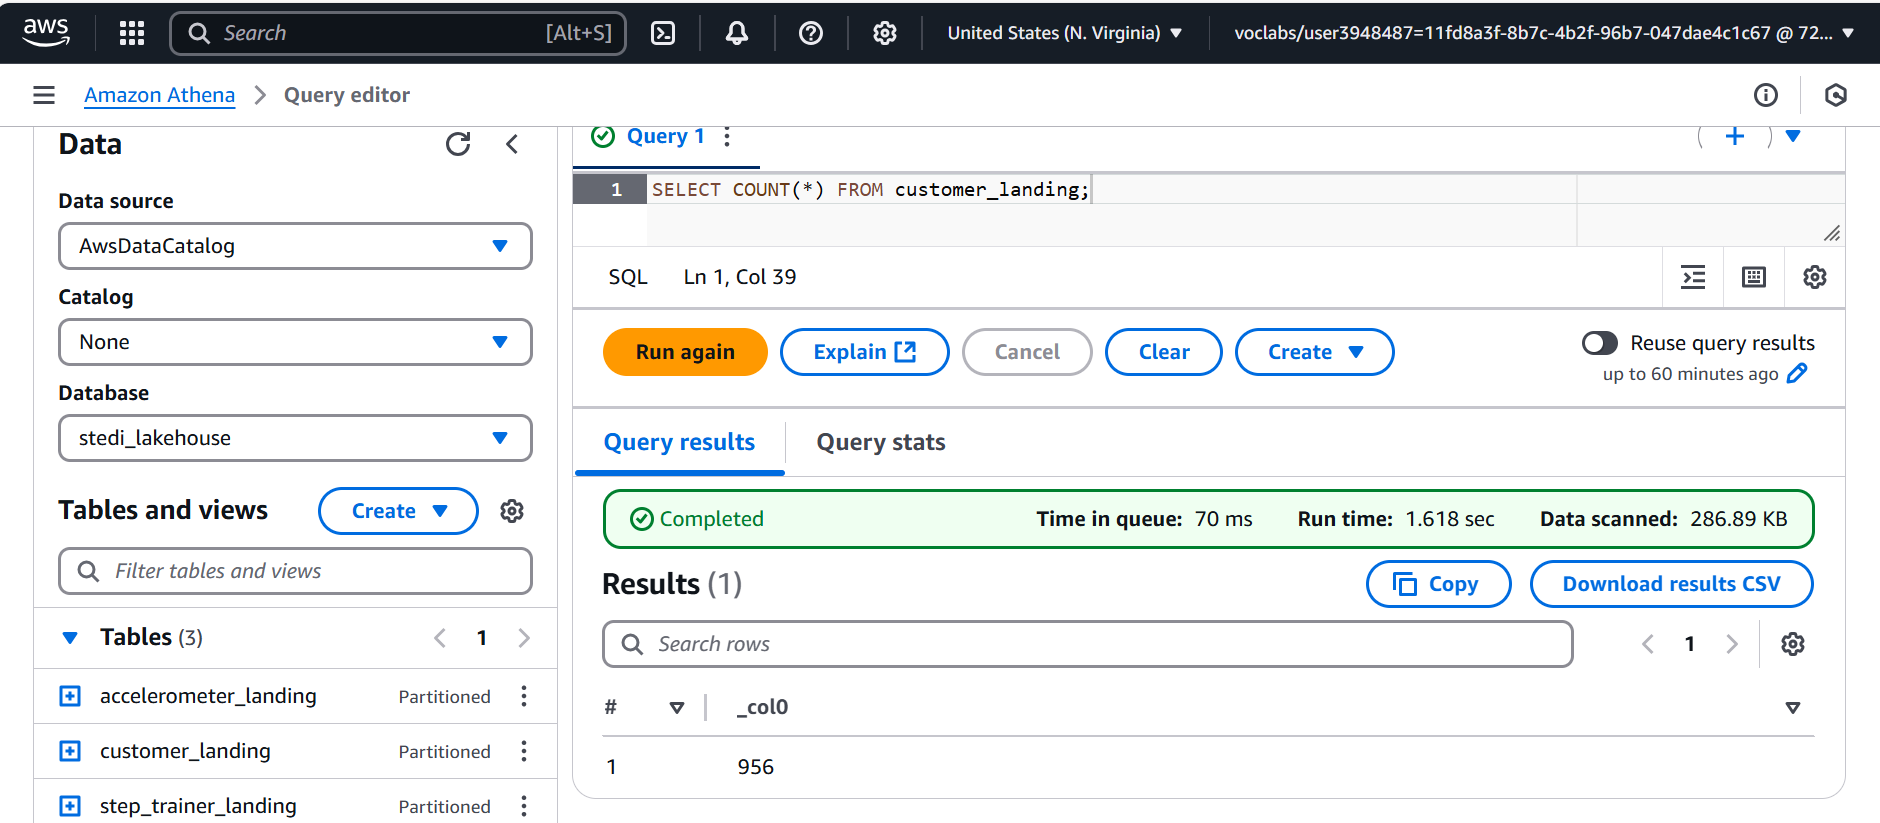 aws
Search [Alt+S]
United States (N. Virginia)
voclabs/user3948487=11fd8a3f-8b7c-4b2f-96b7-047dae4c1c67 @ 72...
Amazon Athena > Query editor
Data
Data source
AwsDataCatalog
Catalog
None
Database
stedi_lakehouse
Tables and views
Create
Filter tables and views
Tables (3)
1
accelerometer_landing Partitioned
customer_landing Partitioned
step_trainer_landing Partitioned
Query 1
1 SELECT COUNT(*) FROM customer_landing;
SQL Ln 1, Col 39
Run again
Explain
Cancel
Clear
Create
Reuse query results
up to 60 minutes ago
Query results
Query stats
Completed
Time in queue: 70 ms
Run time: 1.618 sec
Data scanned: 286.89 KB
Results (1)
Copy
Download results CSV
Search rows
1
# _col0
1 956